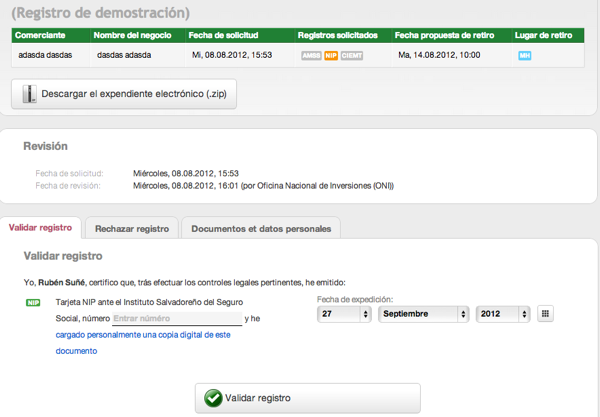 (Registro de demostración)
Comerciante Nombre del negocio Fecha de solicitud Registros solicitados Fecha propuesta de retiro Lugar de retiro
adasda dasdas dasdas adasda Mi, 08.08.2012, 15:53 AMSS NIP CIEMT Ma, 14.08.2012, 10:00 MH
Descargar el expediente electrónico (.zip)
Revisión
Fecha de solicitud: Miércoles, 08.08.2012, 15:53
Fecha de revisión: Miércoles, 08.08.2012, 16:01 (por Oficina Nacional de Inversiones (ONI))
Validar registro Rechazar registro Documentos et datos personales
Validar registro
Yo, Rubén Suñé, certifico que, trás efectuar los controles legales pertinentes, he emitido:
NIP Tarjeta NIP ante el Instituto Salvadoreño del Seguro
Social, número Entrar núméro y he
cargado personalmente una copia digital de este
documento
Fecha de expedición:
27 Septiembre 2012
Validar registro